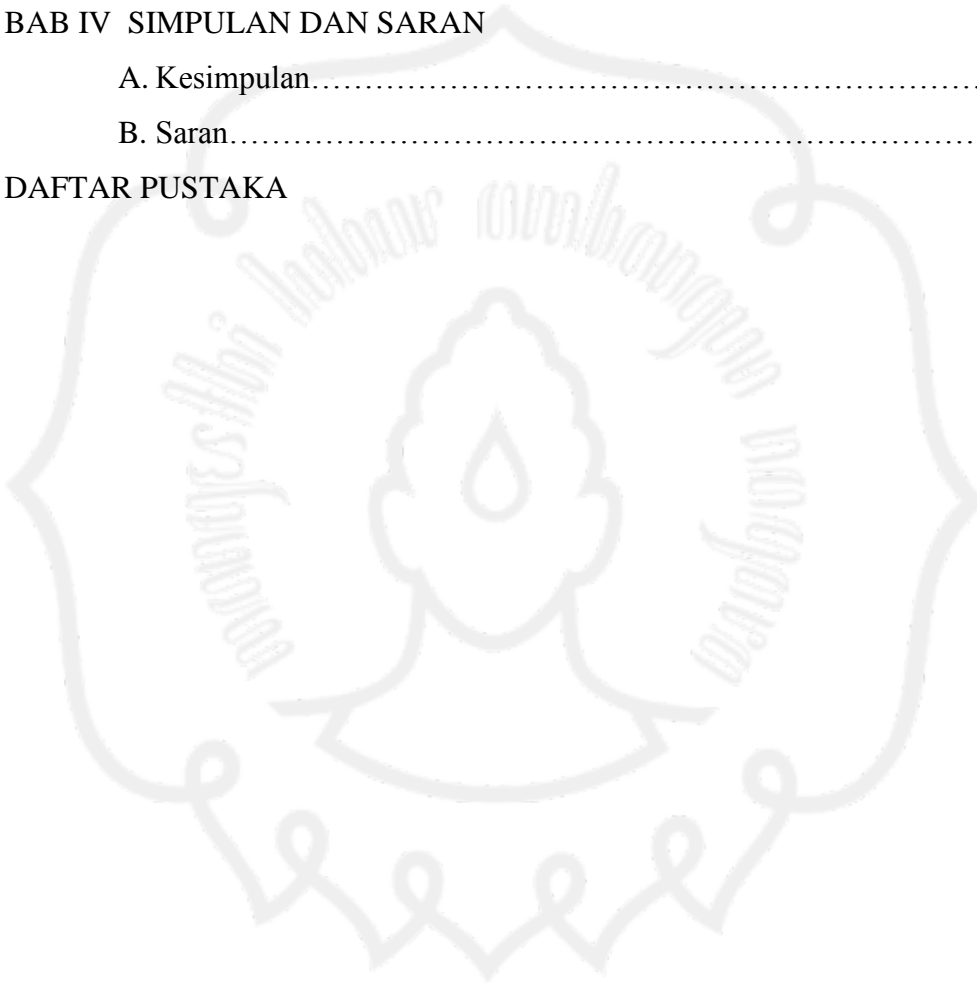 BAB IV SIMPULAN DAN SARAN
A. Kesimpulan……………………………………………………………
B. Saran……………………………………………………………………
DAFTAR PUSTAKA